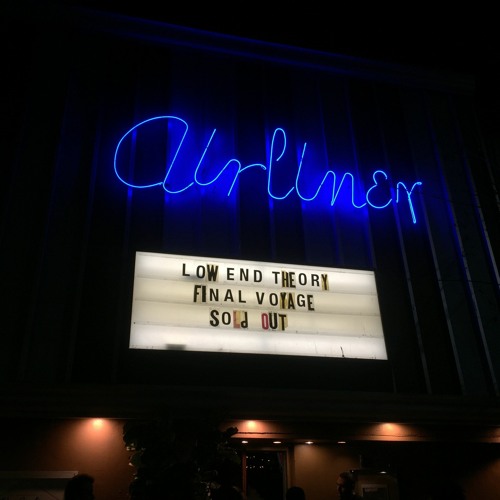 Airliner
LOW END THEORY
FINAL VOYAGE
SOLd OUT